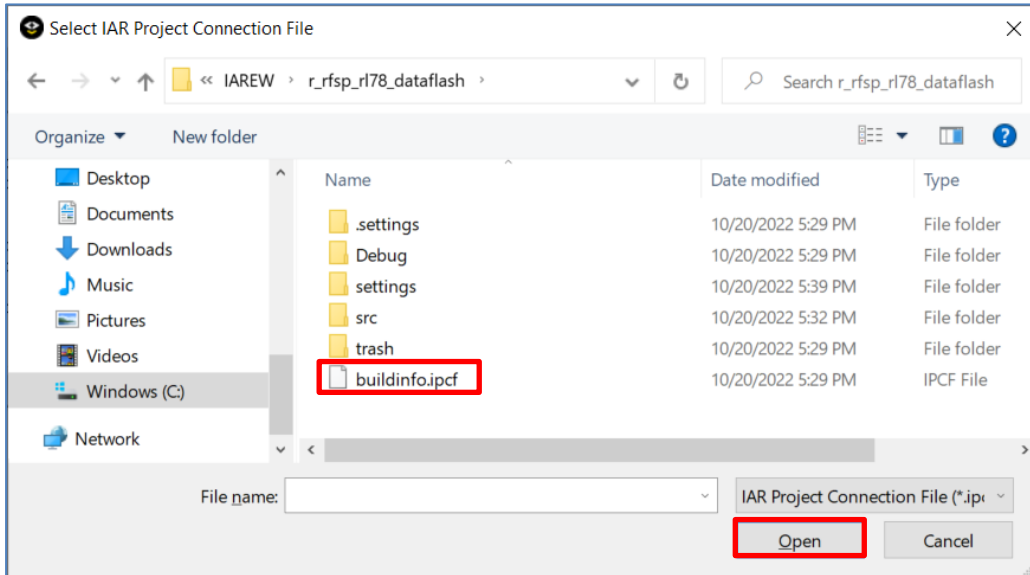 Select IAR Project Connection File
« IAREW › r_rfsp_rl78_dataflash ›
Search r_rfsp_rl78_dataflash
Organize
New folder
Desktop
Documents
Downloads
Music
Pictures
Videos
Windows (C:)
Network
Name Date modified Type
.settings 10/20/2022 5:29 PM File folder
Debug 10/20/2022 5:29 PM File folder
settings 10/20/2022 5:39 PM File folder
src 10/20/2022 5:32 PM File folder
trash 10/20/2022 5:29 PM File folder
buildinfo.ipcf 10/20/2022 5:29 PM IPCF File
File name:
IAR Project Connection File (*.ipc
Open
Cancel